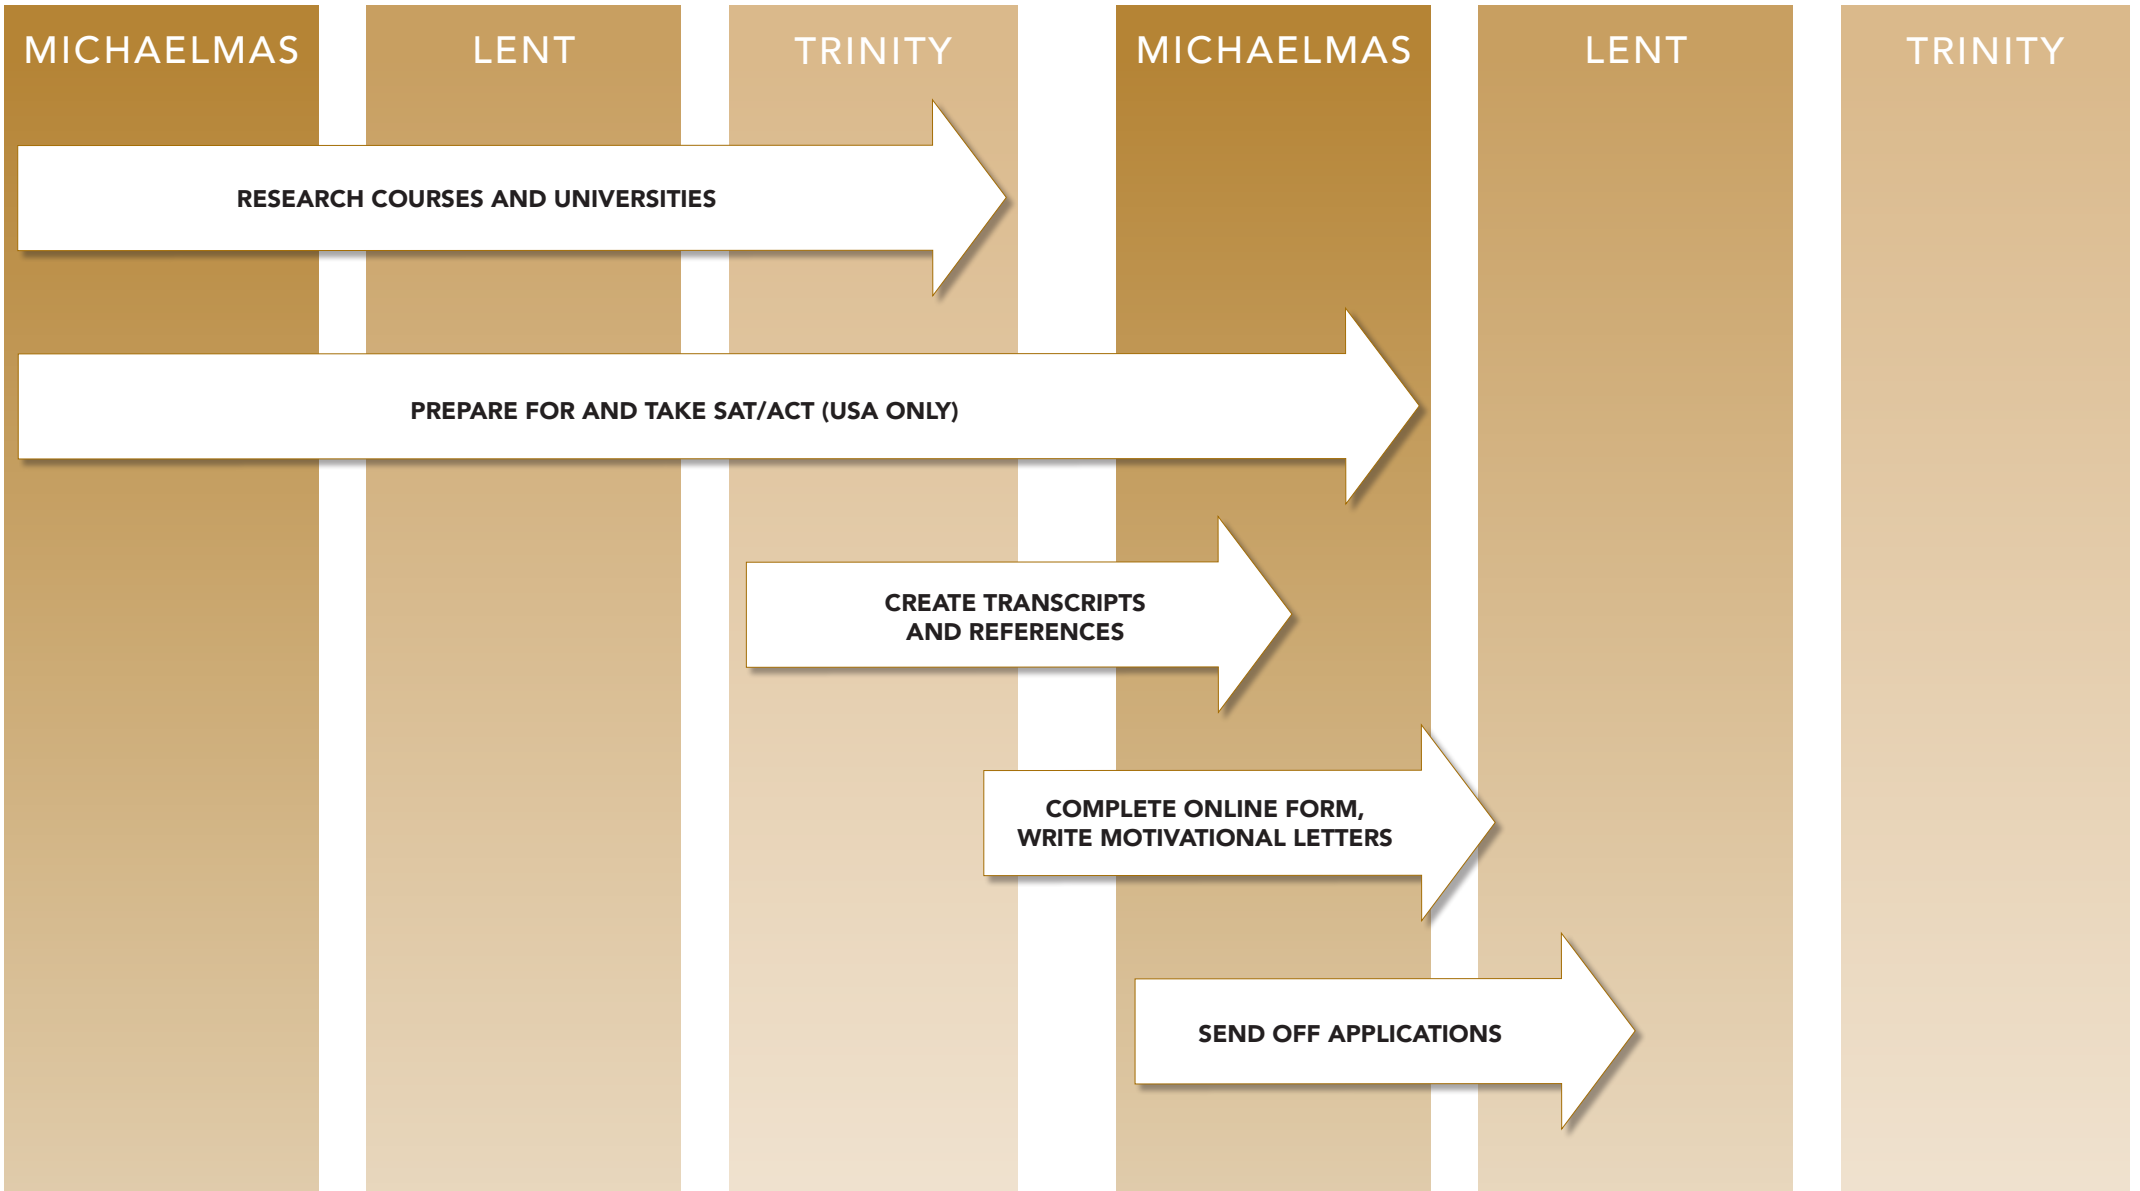 MICHAELMAS
LENT
TRINITY
MICHAELMAS
LENT
TRINITY
RESEARCH COURSES AND UNIVERSITIES
PREPARE FOR AND TAKE SAT/ACT (USA ONLY)
CREATE TRANSCRIPTS
AND REFERENCES
COMPLETE ONLINE FORM,
WRITE MOTIVATIONAL LETTERS
SEND OFF APPLICATIONS